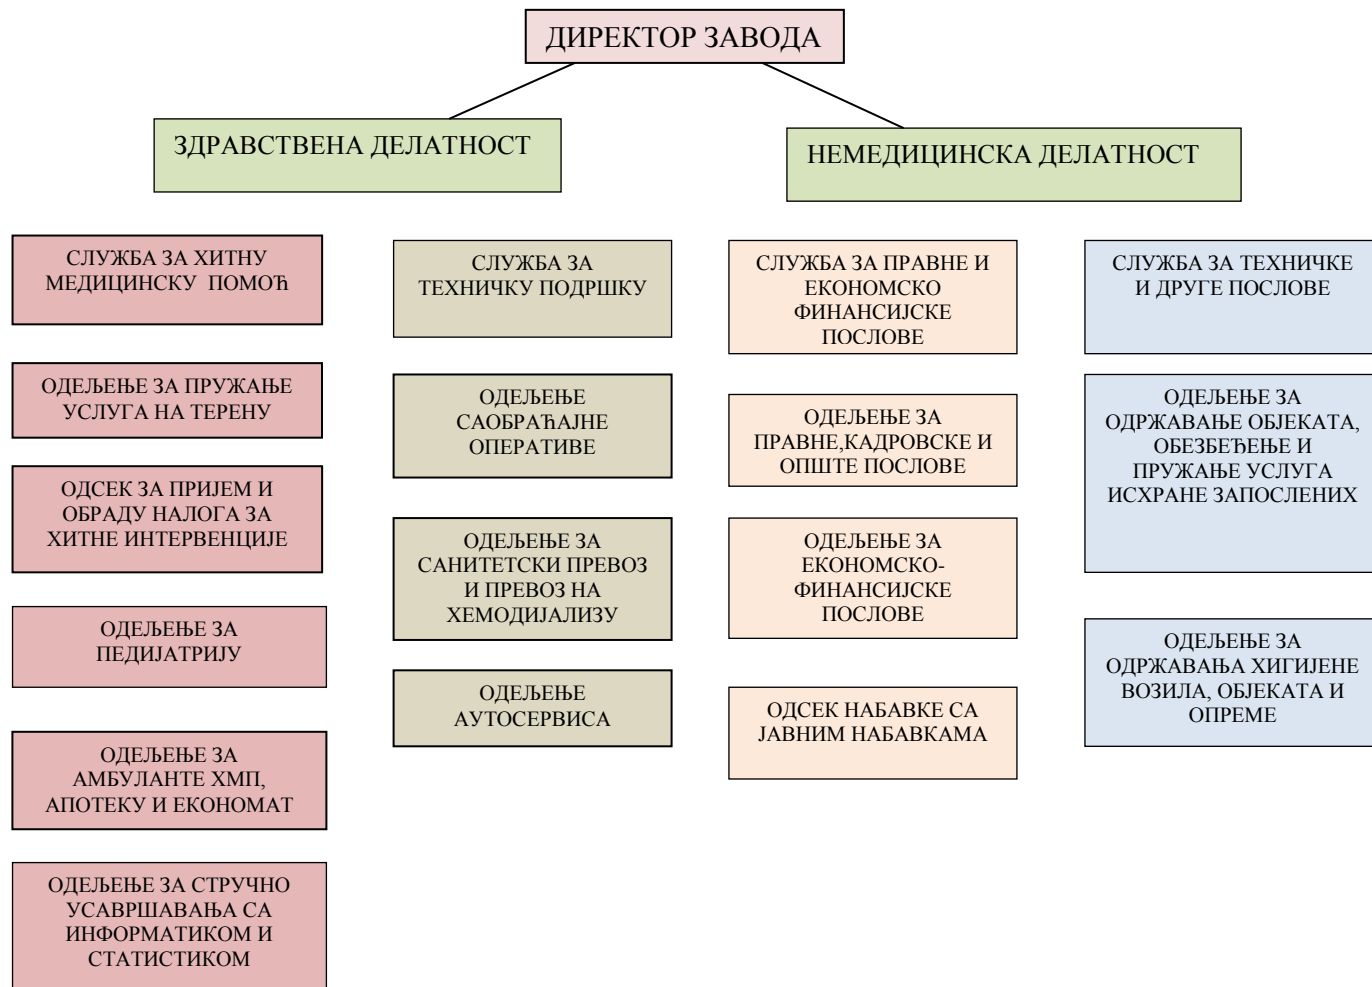 ДИРЕКТОР ЗАВОДА
ЗДРАВСТВЕНА ДЕЛАТНОСТ
НЕМЕДИЦИНСКА ДЕЛАТНОСТ
СЛУЖБА ЗА ХИТНУ
МЕДИЦИНСКУ ПОМОЋ
ОДЕЉЕЊЕ ЗА ПРУЖАЊЕ
УСЛУГА НА ТЕРЕНУ
ОДСЕК ЗА ПРИЈЕМ И
ОБРАДУ НАЛОГА ЗА
ХИТНЕ ИНТЕРВЕНЦИЈЕ
ОДЕЉЕЊЕ ЗА
ПЕДИЈАТРИЈУ
ОДЕЉЕЊЕ ЗА
АМБУЛАНТЕ ХМП,
АПОТЕКУ И ЕКОНОМАТ
ОДЕЉЕЊЕ ЗА СТРУЧНО
УСАВРШАВАЊА СА
ИНФОРМАТИКОМ И
СТАТИСТИКОМ
СЛУЖБА ЗА
ТЕХНИЧКУ ПОДРШКУ
ОДЕЉЕЊЕ
САОБРАЋАЈНЕ
ОПЕРАТИВЕ
ОДЕЉЕЊЕ ЗА
САНИТЕТСКИ ПРЕВОЗ
И ПРЕВОЗ НА
ХЕМОДИЈАЛИЗУ
ОДЕЉЕЊЕ
АУТОСЕРВИСА
СЛУЖБА ЗА ПРАВНЕ И
ЕКОНОМСКО
ФИНАНСИЈСКЕ
ПОСЛОВЕ
ОДЕЉЕЊЕ ЗА
ПРАВНЕ,КАДРОВСКЕ И
ОПШТЕ ПОСЛОВЕ
ОДЕЉЕЊЕ ЗА
ЕКОНОМСКО-
ФИНАНСИЈСКЕ
ПОСЛОВЕ
ОДСЕК НАБАВКЕ СА
ЈАВНИМ НАБАВКАМА
СЛУЖБА ЗА ТЕХНИЧКЕ
И ДРУГЕ ПОСЛОВЕ
ОДЕЉЕЊЕ ЗА
ОДРЖАВАЊЕ ОБЈЕКАТА,
ОБЕЗБЕЂЕЊЕ И
ПРУЖАЊЕ УСЛУГА
ИСХРАНЕ ЗАПОСЛЕНИХ
ОДЕЉЕЊЕ ЗА
ОДРЖАВАЊА ХИГИЈЕНЕ
ВОЗИЛА, ОБЈЕКАТА И
ОПРЕМЕ